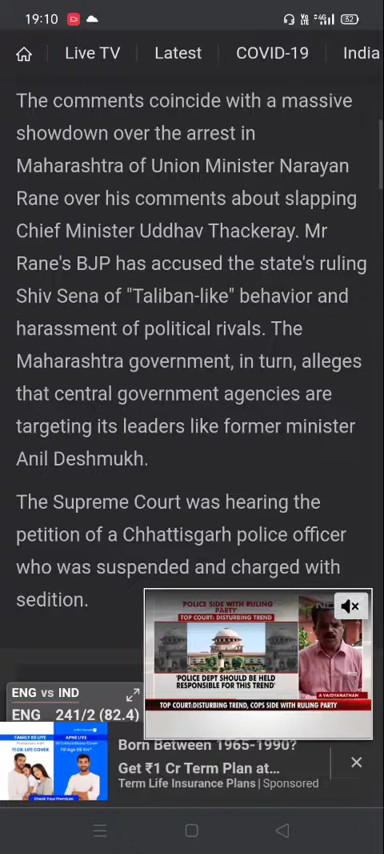 19:10
52
Live TV
Latest
COVID-19
India
The comments coincide with a massive
showdown over the arrest in
Maharashtra of Union Minister Narayan
Rane over his comments about slapping
Chief Minister Uddhav Thackeray. Mr
Rane's BJP has accused the state's ruling
Shiv Sena of "Taliban-like" behavior and
harassment of political rivals. The
Maharashtra government, in turn, alleges
that central government agencies are
targeting its leaders like former minister
Anil Deshmukh.
The Supreme Court was hearing the
petition of a Chhattisgarh police officer
who was suspended and charged with
sedition.
'POLICE SIDE WITH RULING
PARTY'
TOP COURT: DISTURBING TREND
'POLICE DEPT SHOULD BE HELD
RESPONSIBLE FOR THIS TREND'
A VAIDYANATHAN
TOP COURT:DISTURBING TREND, COPS SIDE WITH RULING PARTY
ENG vs IND
ENG 241/2 (82.4)
Born Between 1965-1990?
Get ₹1 Cr Term Plan at...
Term Life Insurance Plans | Sponsored